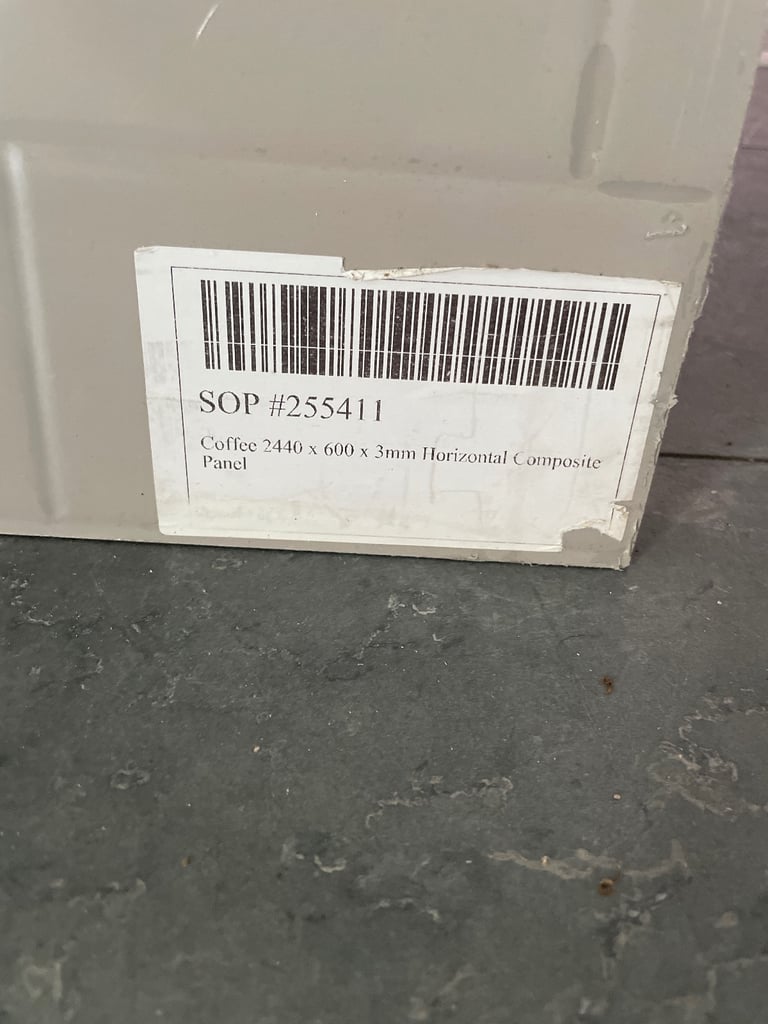 SOP #255411
Coffee 2440 x 600 x 3mm Horizontal Composite
Panel